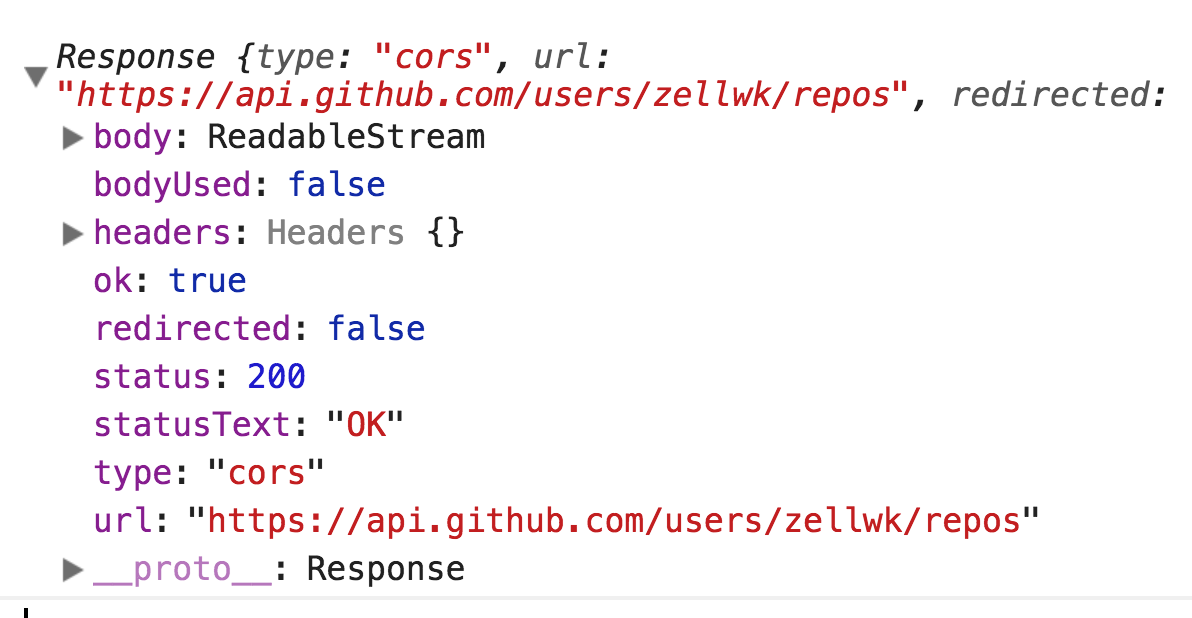 Response {type: "cors", url:
"https://api.github.com/users/zellwk/repos", redirected:
body: ReadableStream
bodyUsed: false
headers: Headers {}
ok: true
redirected: false
status: 200
statusText: "OK"
type: "cors"
url: "https://api.github.com/users/zellwk/repos"
__proto__: Response